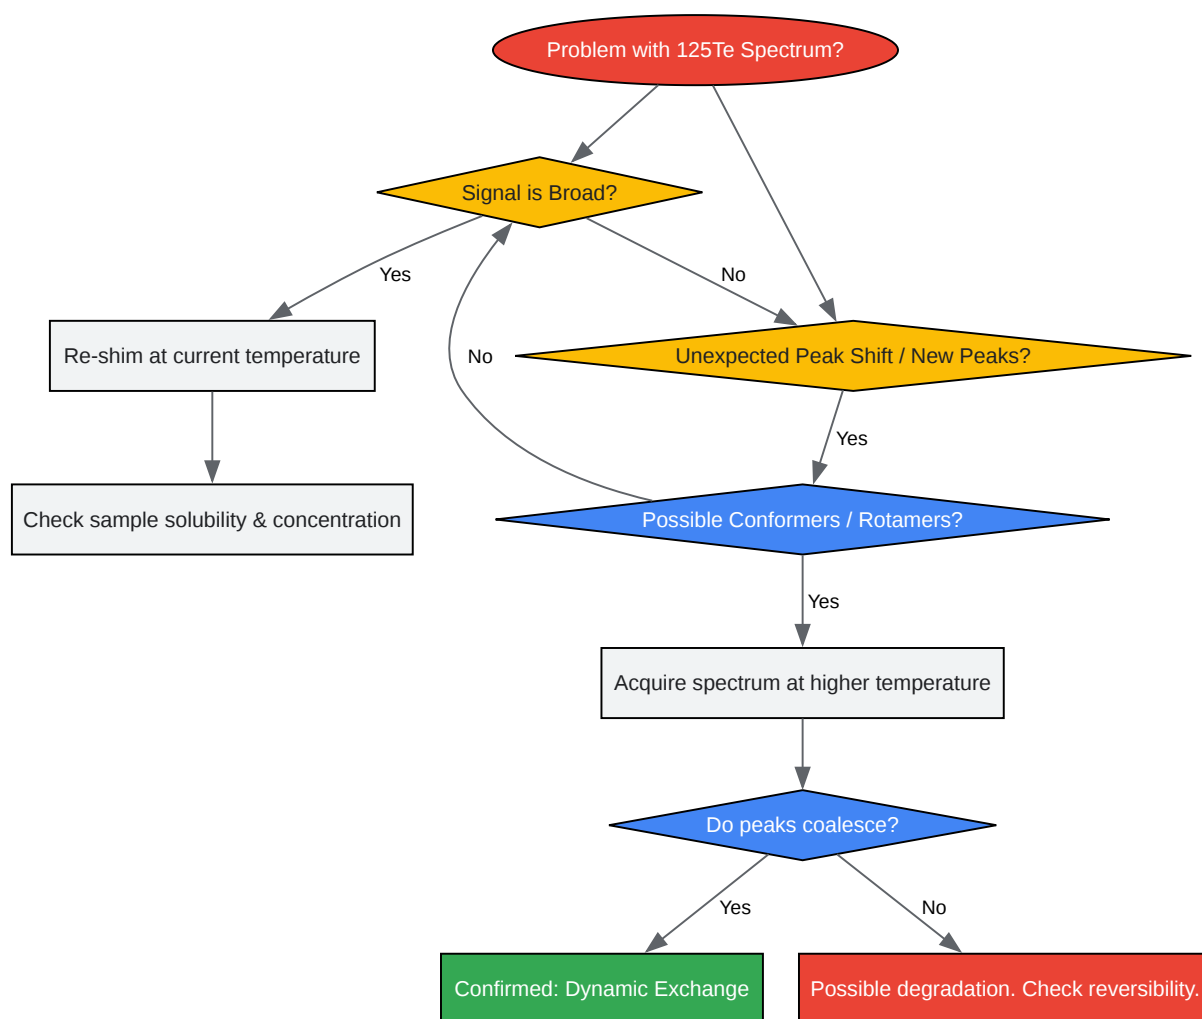 Problem with 125Te Spectrum?
Signal is Broad?
Yes
No
Re-shim at current temperature
No
Unexpected Peak Shift / New Peaks?
Yes
Check sample solubility & concentration
Possible Conformers / Rotamers?
Yes
Acquire spectrum at higher temperature
Do peaks coalesce?
Yes
No
Confirmed: Dynamic Exchange
Possible degradation. Check reversibility.